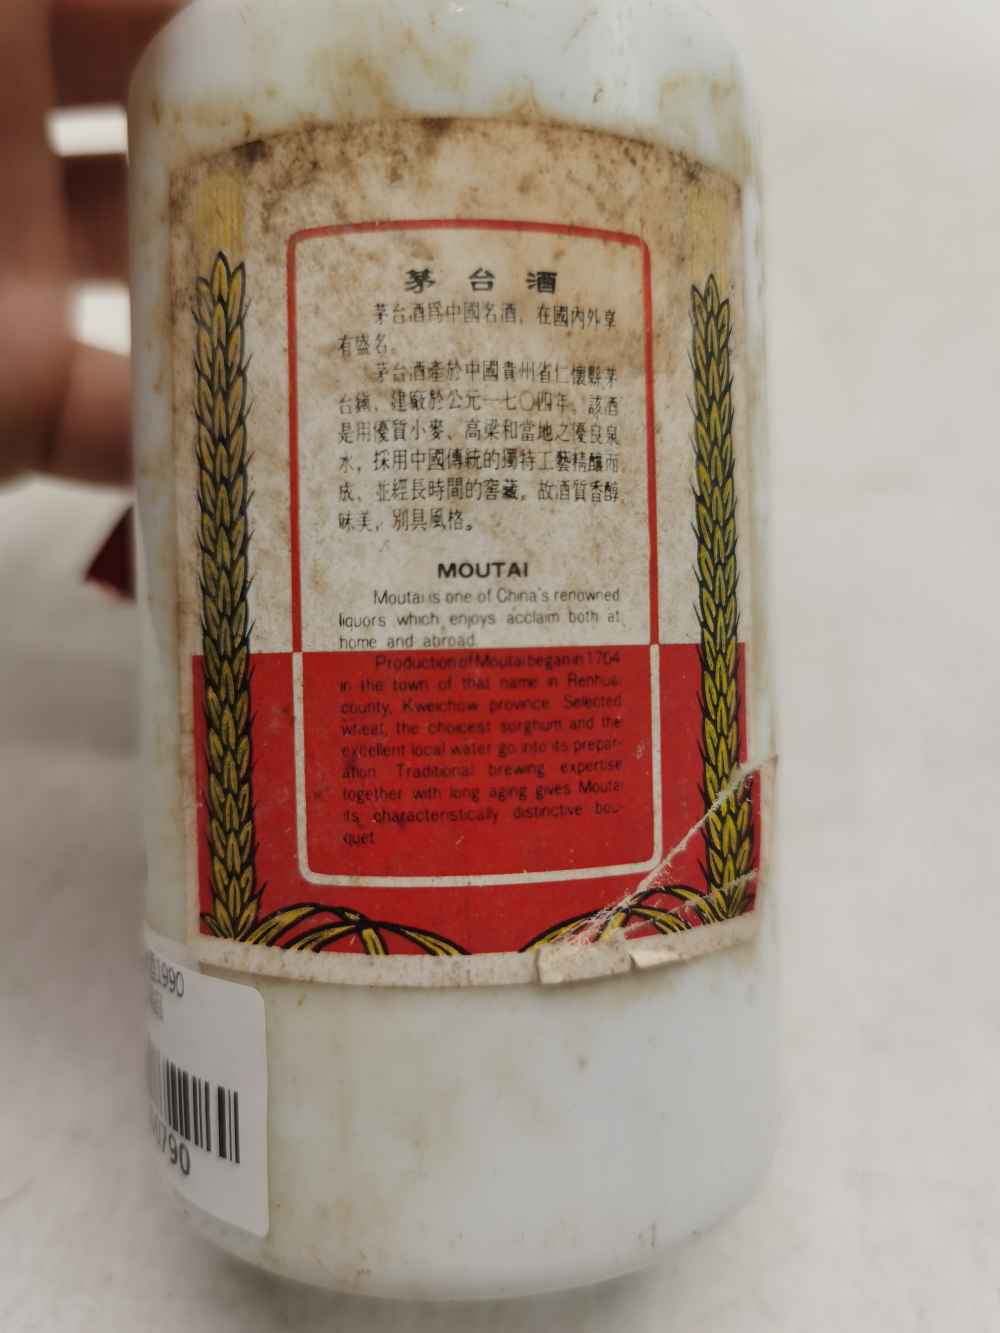 茅台酒
茅台酒爲中國名酒，在國內外享
有盛名。
茅台酒產於中國貴州省仁懷縣茅
台鎮、建廠於公元一七〇四年。該酒
是用優質小麥、高粱和當地之優良泉
水，採用中國傳統的獨特工藝精釀而
成、並經長時間的窖藏。故酒質香醇
味美，别具風格。
MOUTAI
Moutai is one of China's renowned
liquors which enjoys acclaim both at
home and abroad.
Production of Moutai began in 1704
in the town of that name in Renhuai
county, Kweichow province. Selected
wheat, the choicest sorghum and the
excellent local water go into its prepar-
ation. Traditional brewing expertise
together with long aging gives Moutai
its characteristically distinctive bou-
quet
1990
0790